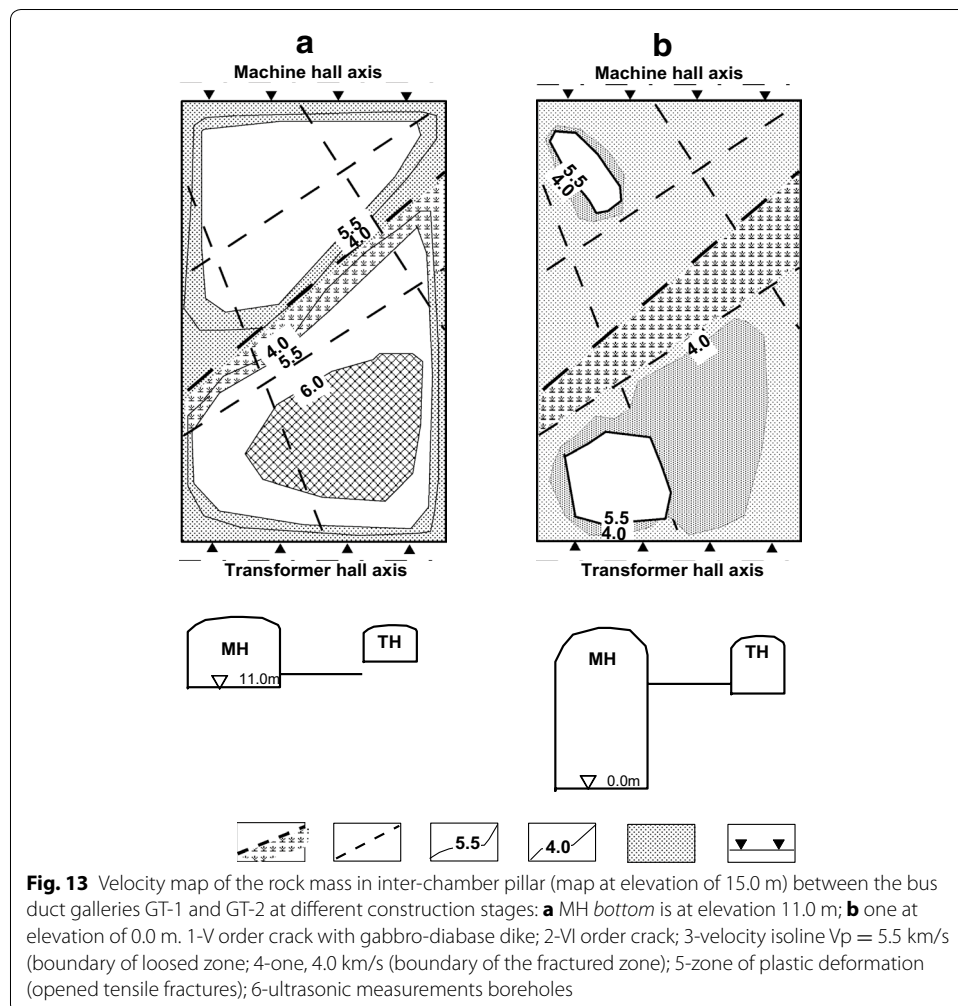 a
b
Machine hall axis
Machine hall axis
5.5
4.0
5.5
4.0
4.0
5.5
6.0
4.0
5.5
4.0
Transformer hall axis
Transformer hall axis
MH
TH
11.0m
MH
TH
0.0m
5.5
4.0
Fig. 13 Velocity map of the rock mass in inter-chamber pillar (map at elevation of 15.0 m) between the bus
duct galleries GT-1 and GT-2 at different construction stages: a MH bottom is at elevation 11.0 m; b one at
elevation of 0.0 m. 1-V order crack with gabbro-diabase dike; 2-VI order crack; 3-velocity isoline Vp = 5.5 km/s
(boundary of loosed zone; 4-one, 4.0 km/s (boundary of the fractured zone); 5-zone of plastic deformation
(opened tensile fractures); 6-ultrasonic measurements boreholes